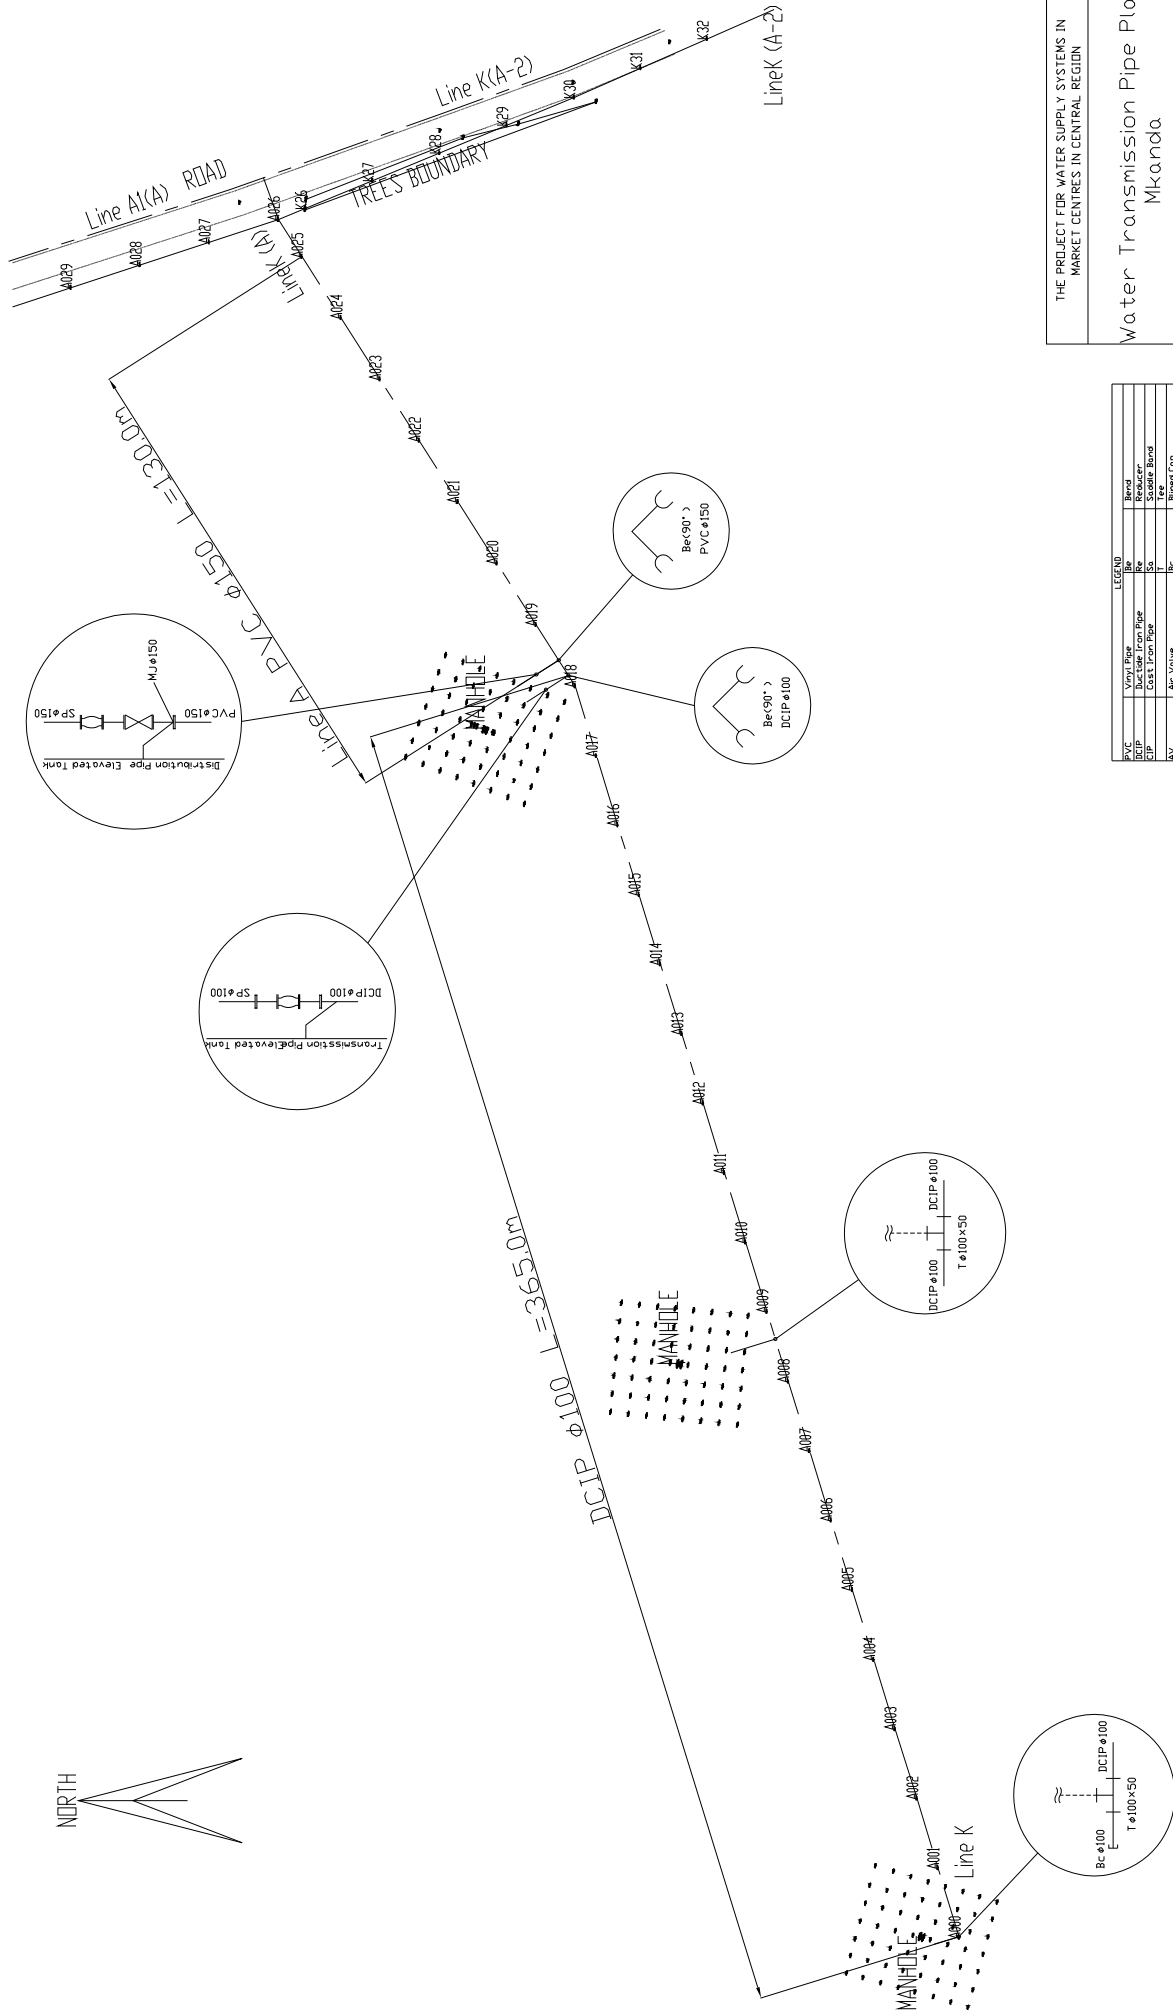 NORTH
Line A1(A) ROAD
Line K(A-2)
LineK (A-2)
TREES BOUNDARY
LineK (A)
A029
A028
A027
A026
A025
K26
K27
K28
K29
K30
K31
K32
A024
A023
A022
A021
A020
A019
A018
A017
A016
A015
A014
A013
A012
A011
A010
A009
A008
A007
A006
A005
A004
A003
A002
A001
A000
Line K
MANHOLE
MANHOLE
MANHOLE
Line A PVC φ150 L=130.0m
DCIP φ100 L=365.0m
Distribution Pipe Elevated Tank
PVCφ150
SPφ150
MJφ150
Transmisstion Pipe Elevated Tank
DCIPφ100
SPφ100
Be(90°)
PVCφ150
Be(90°)
DCIPφ100
DCIPφ100
DCIPφ100
Tφ100×50
Bcφ100
DCIPφ100
Tφ100×50
LEGEND
PVC Vinyl Pipe Be Bend
DCIP Ductide Iron Pipe Re Reducer
CIP Cast Iron Pipe Sa Saddle Band
T Tee
THE PROJECT FOR WATER SUPPLY SYSTEMS IN
MARKET CENTRES IN CENTRAL REGION
Water Transmission Pipe
Mkanda